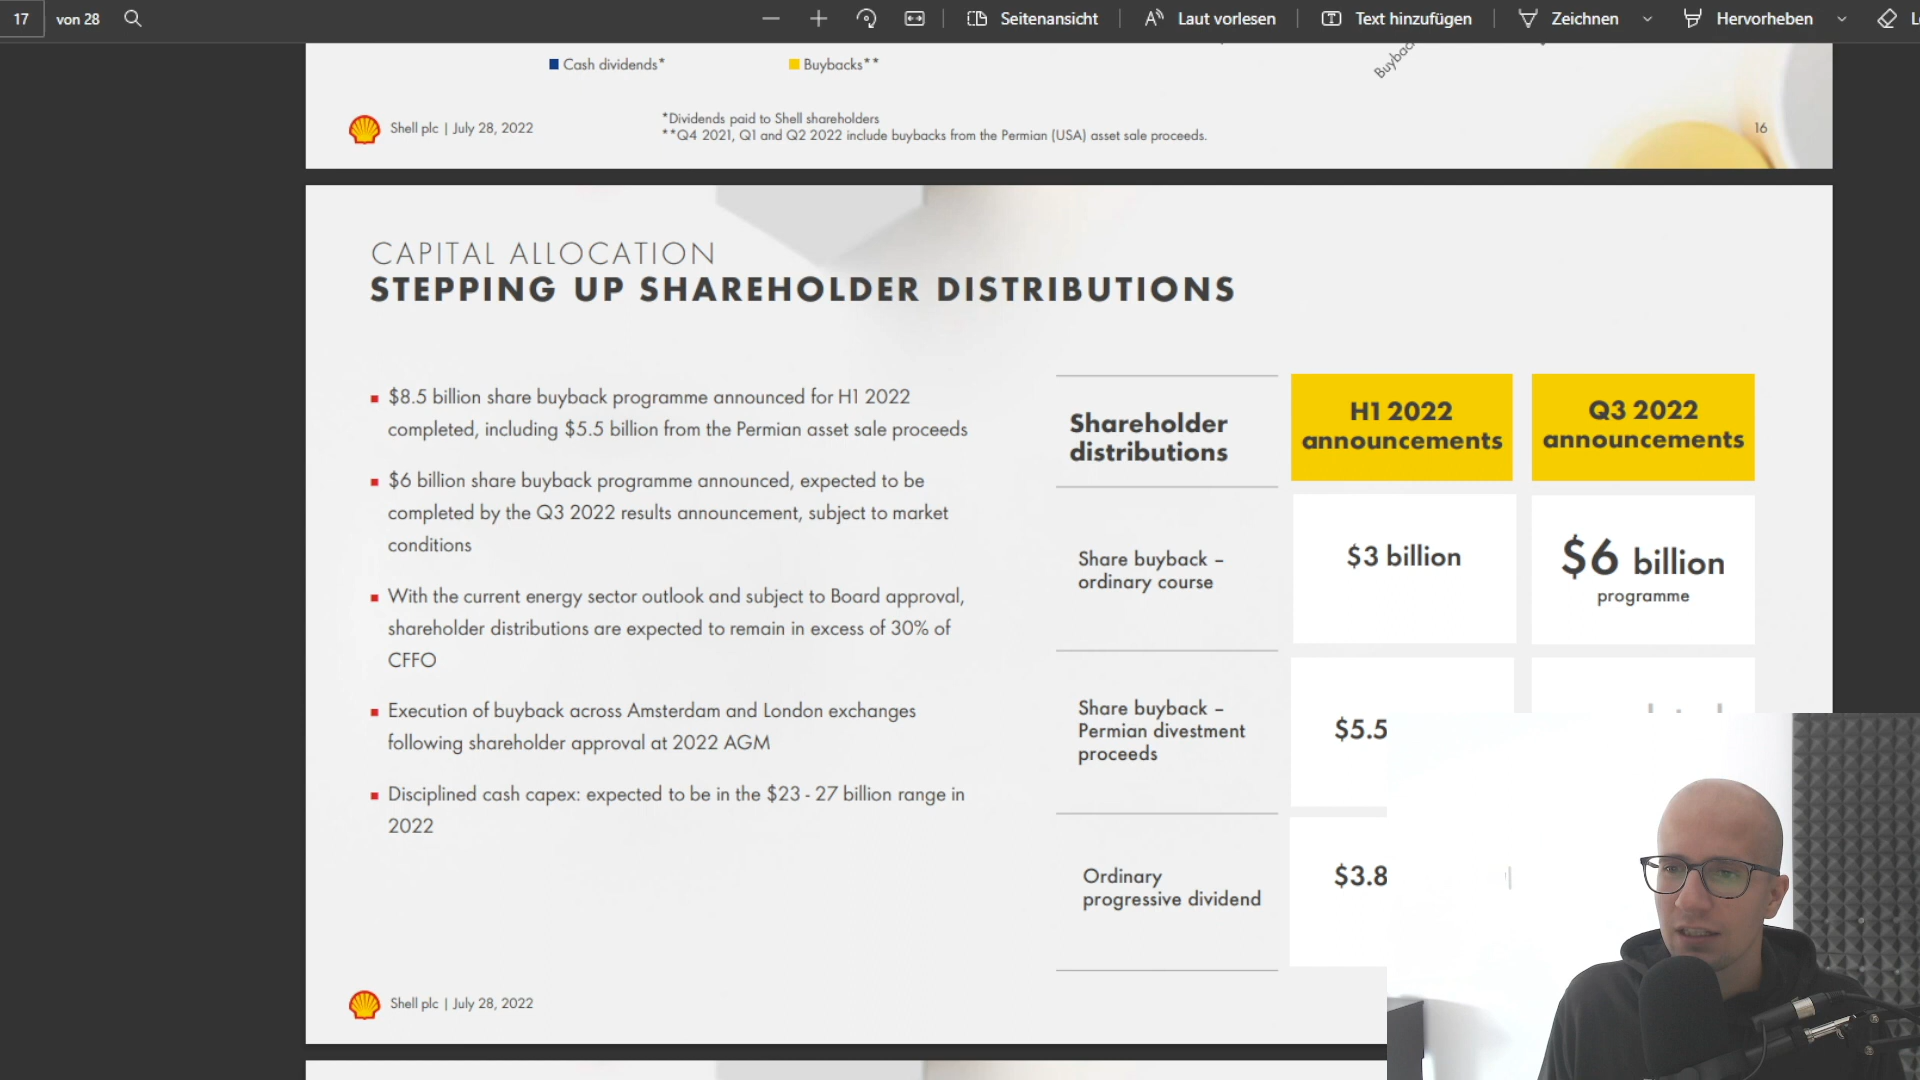 17 von 28
Seitenansicht
Laut vorlesen
Text hinzufügen
Zeichnen
Hervorheben
Cash dividends*
Buybacks**
Shell plc | July 28, 2022
*Dividends paid to Shell shareholders
**Q4 2021, Q1 and Q2 2022 include buybacks from the Permian (USA) asset sale proceeds.
16
CAPITAL ALLOCATION
STEPPING UP SHAREHOLDER DISTRIBUTIONS
$8.5 billion share buyback programme announced for H1 2022
completed, including $5.5 billion from the Permian asset sale proceeds
$6 billion share buyback programme announced, expected to be
completed by the Q3 2022 results announcement, subject to market
conditions
With the current energy sector outlook and subject to Board approval,
shareholder distributions are expected to remain in excess of 30% of
CFFO
Execution of buyback across Amsterdam and London exchanges
following shareholder approval at 2022 AGM
Disciplined cash capex: expected to be in the $23 - 27 billion range in
2022
Shareholder
distributions
H1 2022
announcements
Q3 2022
announcements
Share buyback –
ordinary course
$3 billion
$6 billion
programme
Share buyback –
Permian divestment
proceeds
$5.5
Ordinary
progressive dividend
$3.8
Shell plc | July 28, 2022